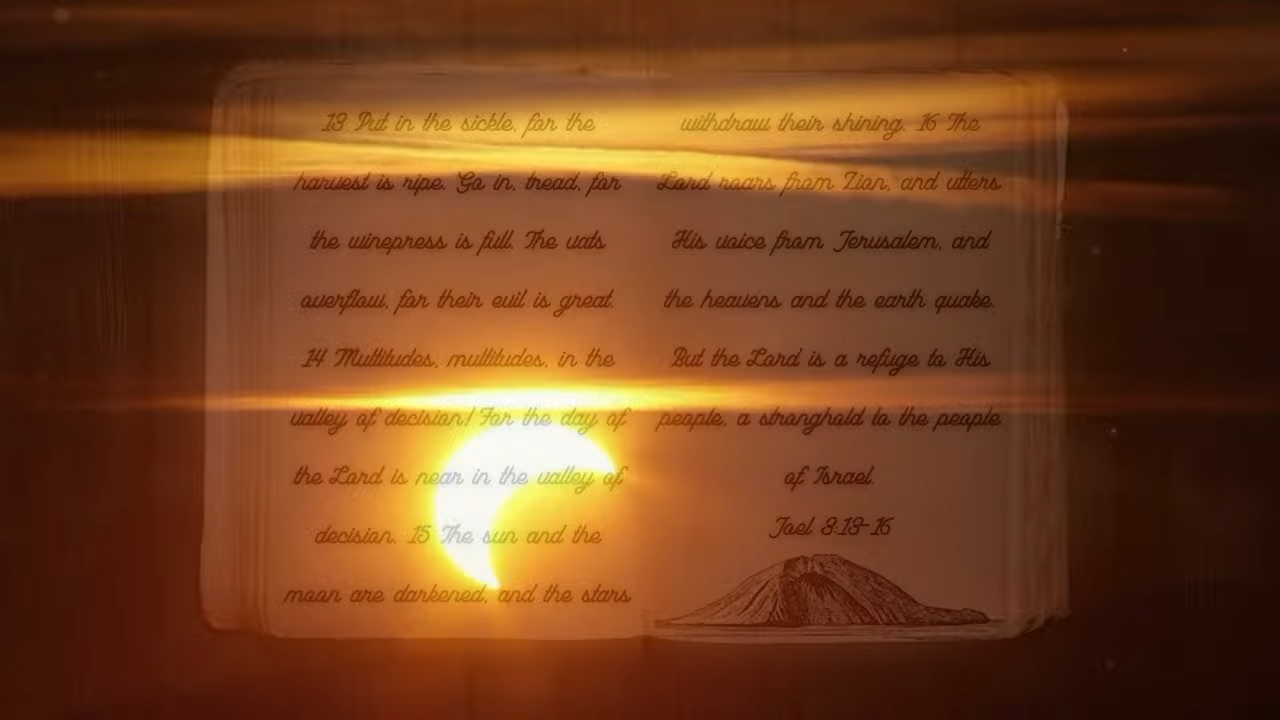 13 Put in the sickle, for the
harvest is ripe. Go in, tread, for
the winepress is full. The vats
overflow, for their evil is great.
14 Multitudes, multitudes, in the
valley of decision! For the day of
the Lord is near in the valley of
decision. 15 The sun and the
moon are darkened, and the stars
withdraw their shining. 16 The
Lord roars from Zion, and utters
His voice from Jerusalem, and
the heavens and the earth quake.
But the Lord is a refuge to His
people, a stronghold to the people
of Israel.
Joel 3:13-16